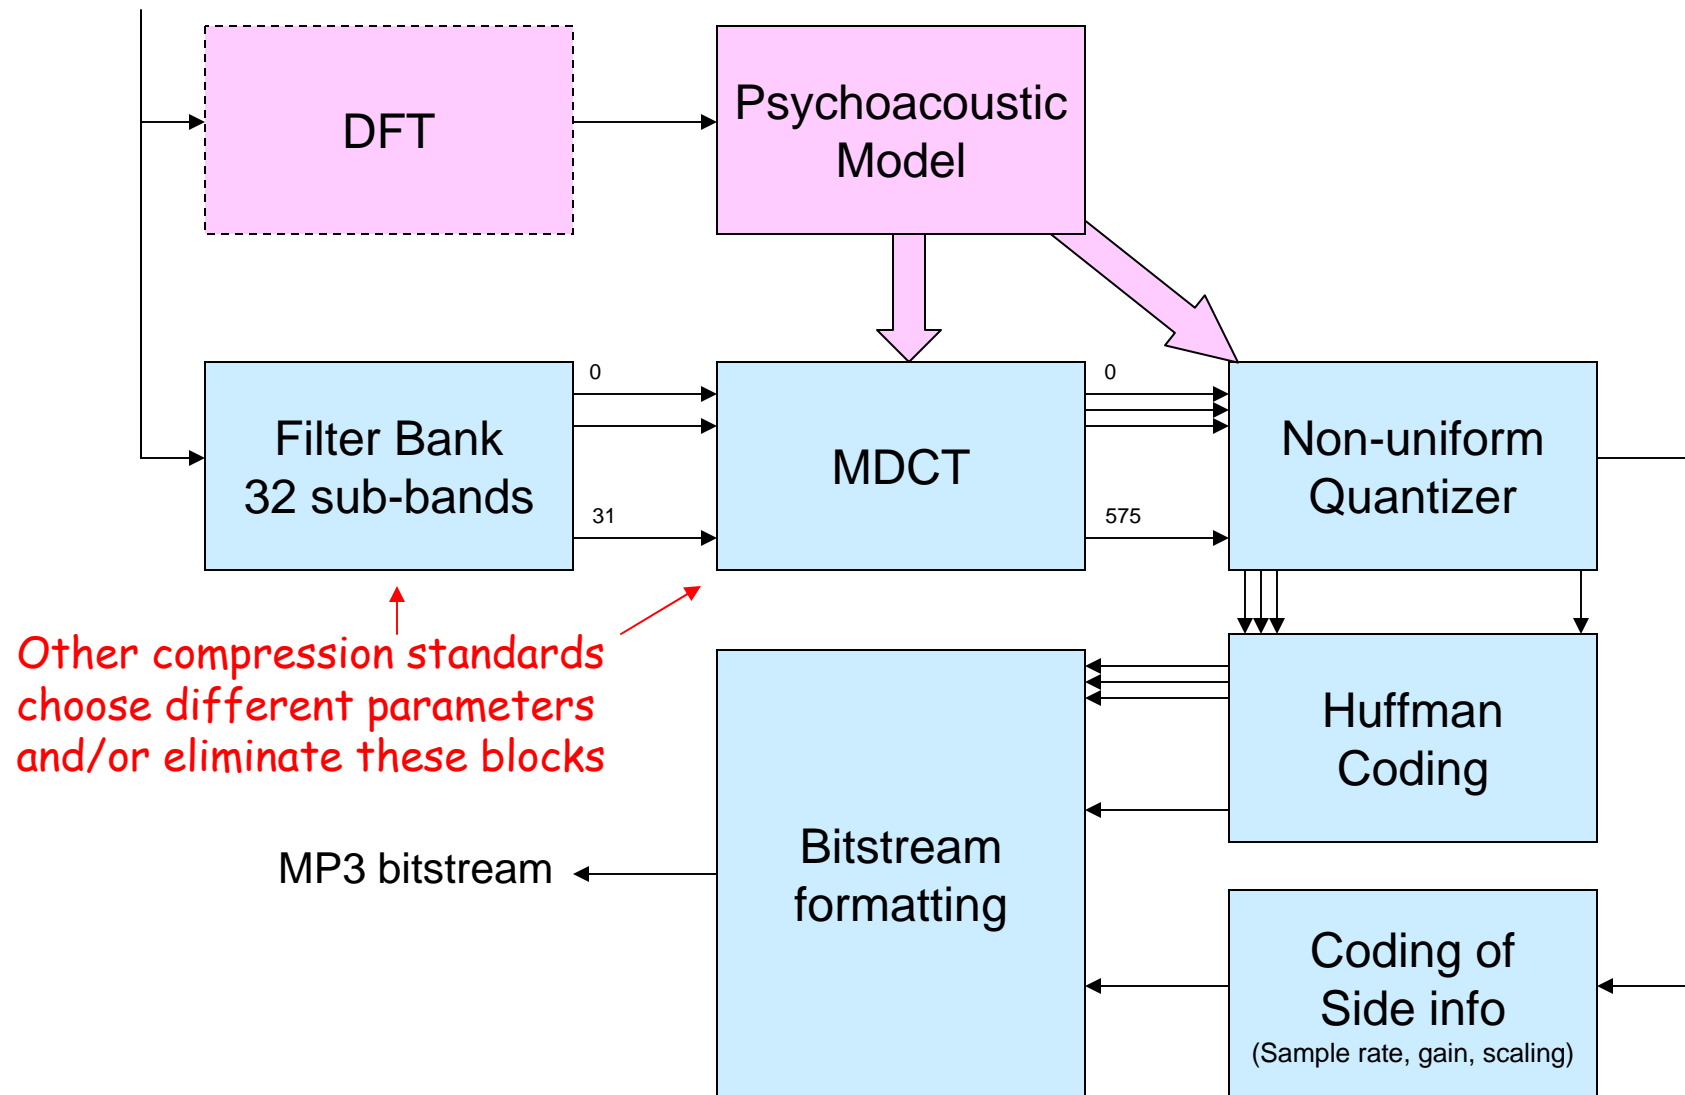 DFT
Psychoacoustic
Model
Filter Bank
32 sub-bands
0
31
MDCT
0
575
Non-uniform
Quantizer
Other compression standards
choose different parameters
and/or eliminate these blocks
Huffman
Coding
MP3 bitstream
Bitstream
formatting
Coding of
Side info
(Sample rate, gain, scaling)